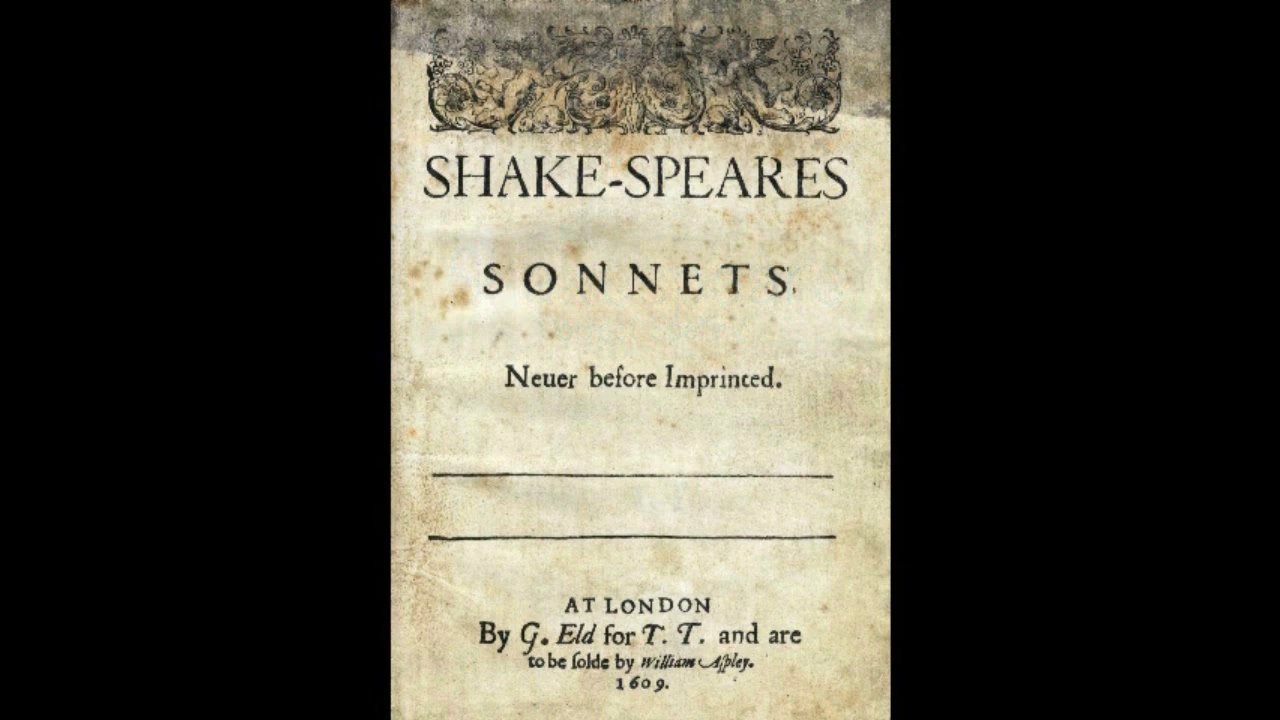 SHAKE-SPEARES
SONNETS.
Neuer before Imprinted.
AT LONDON
By G. Eld for T. T. and are
to be ſolde by William Aſpley.
1609.